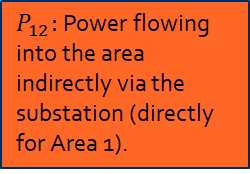 P₁₂: Power flowing
into the area
indirectly via the
substation (directly
for Area 1).